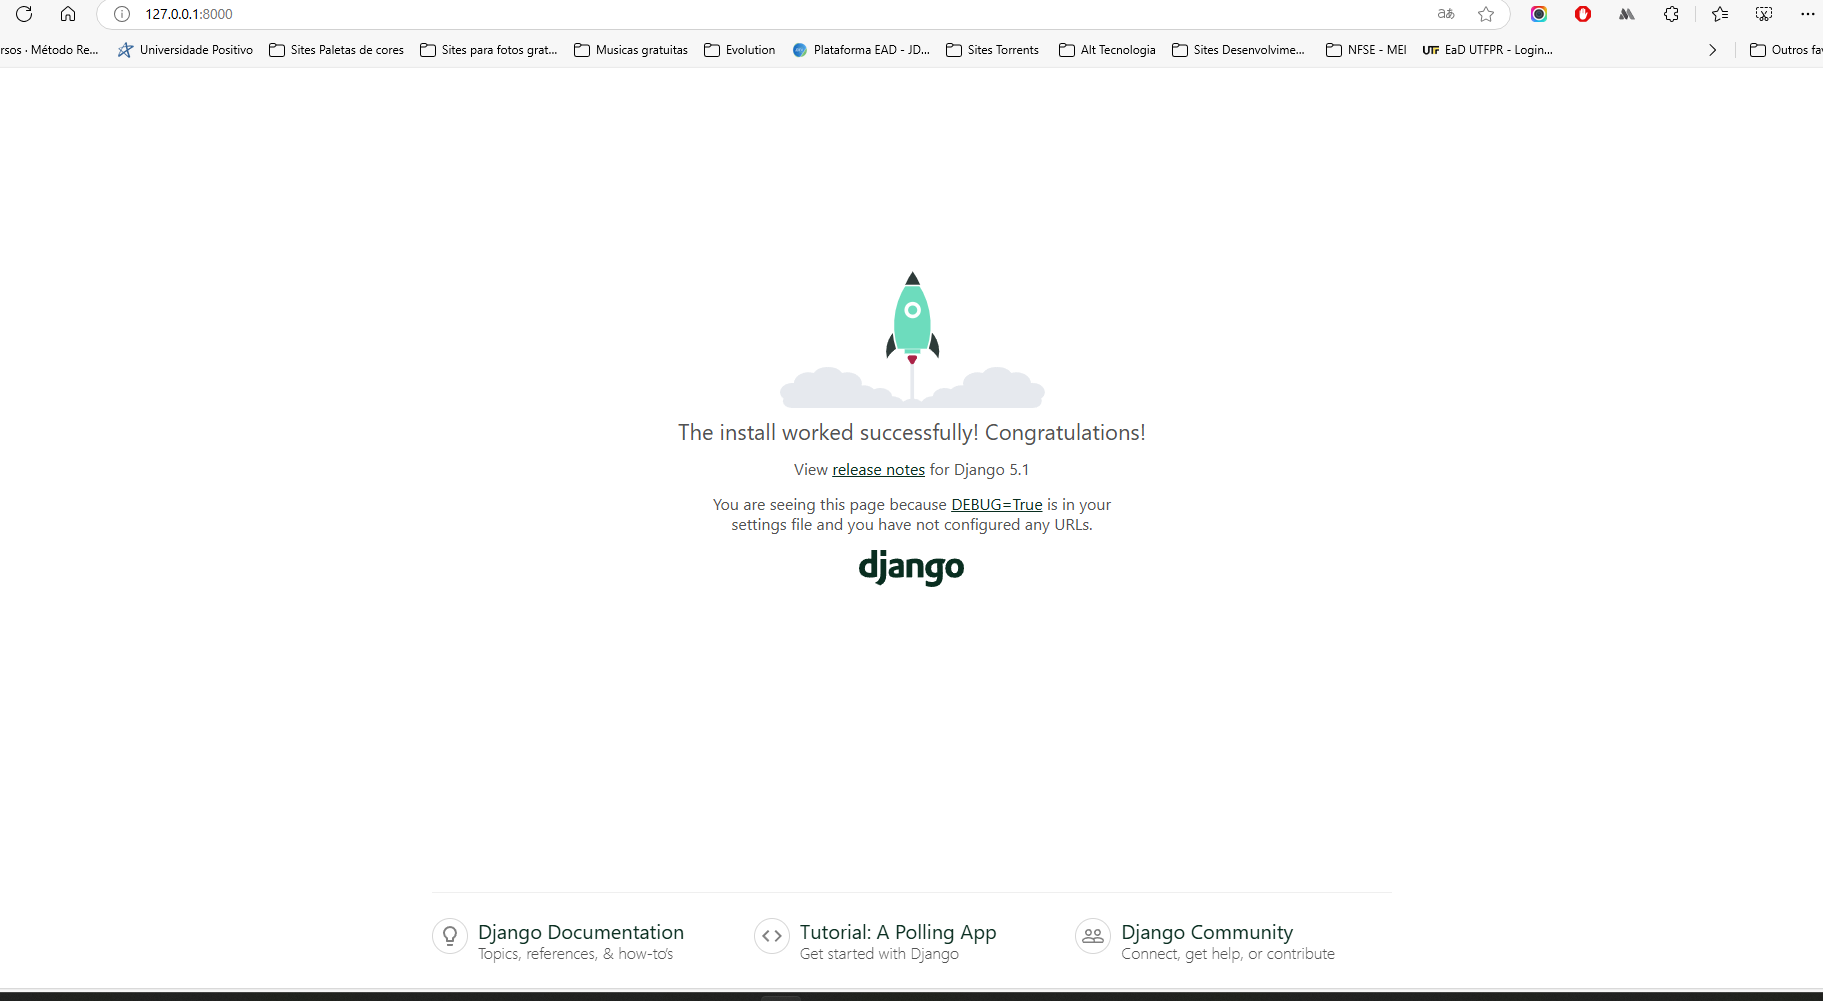 127.0.0.1:8000
rsos · Método Re... Universidade Positivo Sites Paletas de cores Sites para fotos grat... Musicas gratuitas Evolution Plataforma EAD - JD... Sites Torrents Alt Tecnologia Sites Desenvolvime... NFSE - MEI UTF EaD UTFPR - Login... Outros fa
The install worked successfully! Congratulations!
View release notes for Django 5.1
You are seeing this page because DEBUG=True is in your
settings file and you have not configured any URLs.
django
Django Documentation
Topics, references, & how-to's
Tutorial: A Polling App
Get started with Django
Django Community
Connect, get help, or contribute